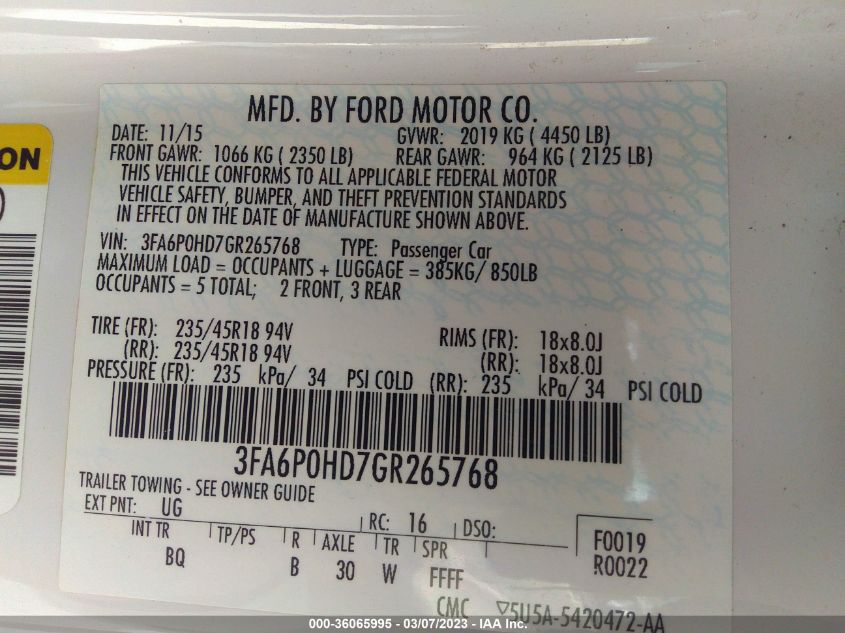 MFD. BY FORD MOTOR CO.
DATE: 11/15 GVWR: 2019 KG ( 4450 LB)
FRONT GAWR: 1066 KG ( 2350 LB) REAR GAWR: 964 KG ( 2125 LB)
THIS VEHICLE CONFORMS TO ALL APPLICABLE FEDERAL MOTOR
VEHICLE SAFETY, BUMPER, AND THEFT PREVENTION STANDARDS
IN EFFECT ON THE DATE OF MANUFACTURE SHOWN ABOVE.
VIN: 3FA6P0HD7GR265768 TYPE: Passenger Car
MAXIMUM LOAD = OCCUPANTS + LUGGAGE = 385KG/ 850LB
OCCUPANTS = 5 TOTAL; 2 FRONT, 3 REAR
TIRE (FR): 235/45R18 94V RIMS (FR): 18x8.0J
(RR): 235/45R18 94V (RR): 18x8.0J
PRESSURE (FR): 235 kPa/ 34 PSI COLD (RR): 235 kPa/ 34 PSI COLD
3FA6P0HD7GR265768
TRAILER TOWING - SEE OWNER GUIDE
EXT PNT: UG RC: 16 DSO:
INT TR TP/PS R AXLE TR SPR F0019
BQ B 30 W FFFF R0022
CMC ▽5U5A-5420472-AA
ON
000-36065995 - 03/07/2023 - IAA Inc.